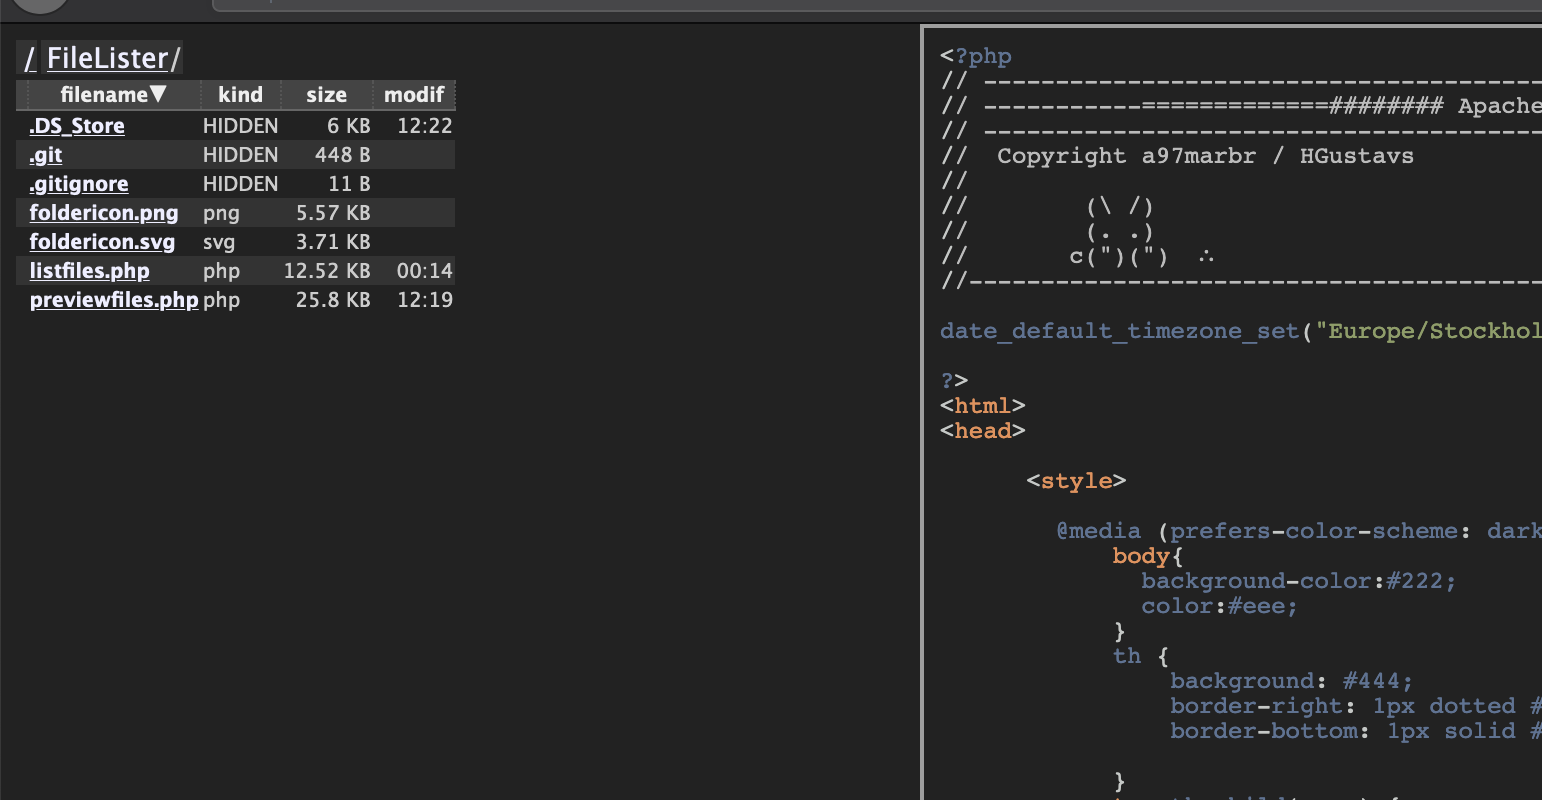 / FileLister/
filename▼ kind size modif
.DS_Store HIDDEN 6 KB 12:22
.git HIDDEN 448 B
.gitignore HIDDEN 11 B
foldericon.png png 5.57 KB
foldericon.svg svg 3.71 KB
listfiles.php php 12.52 KB 00:14
previewfiles.php php 25.8 KB 12:19
<?php
// ---------------------------------------
// -----------=============######## Apache
// ---------------------------------------
//  Copyright a97marbr / HGustavs
//
//        (\ /)
//        (. .)
//       c(")(")  ∴
//----------------------------------------
date_default_timezone_set("Europe/Stockhol
?>
<html>
<head>
<style>
@media (prefers-color-scheme: dark
body{
background-color:#222;
color:#eee;
}
th {
background: #444;
border-right: 1px dotted #
border-bottom: 1px solid #
}